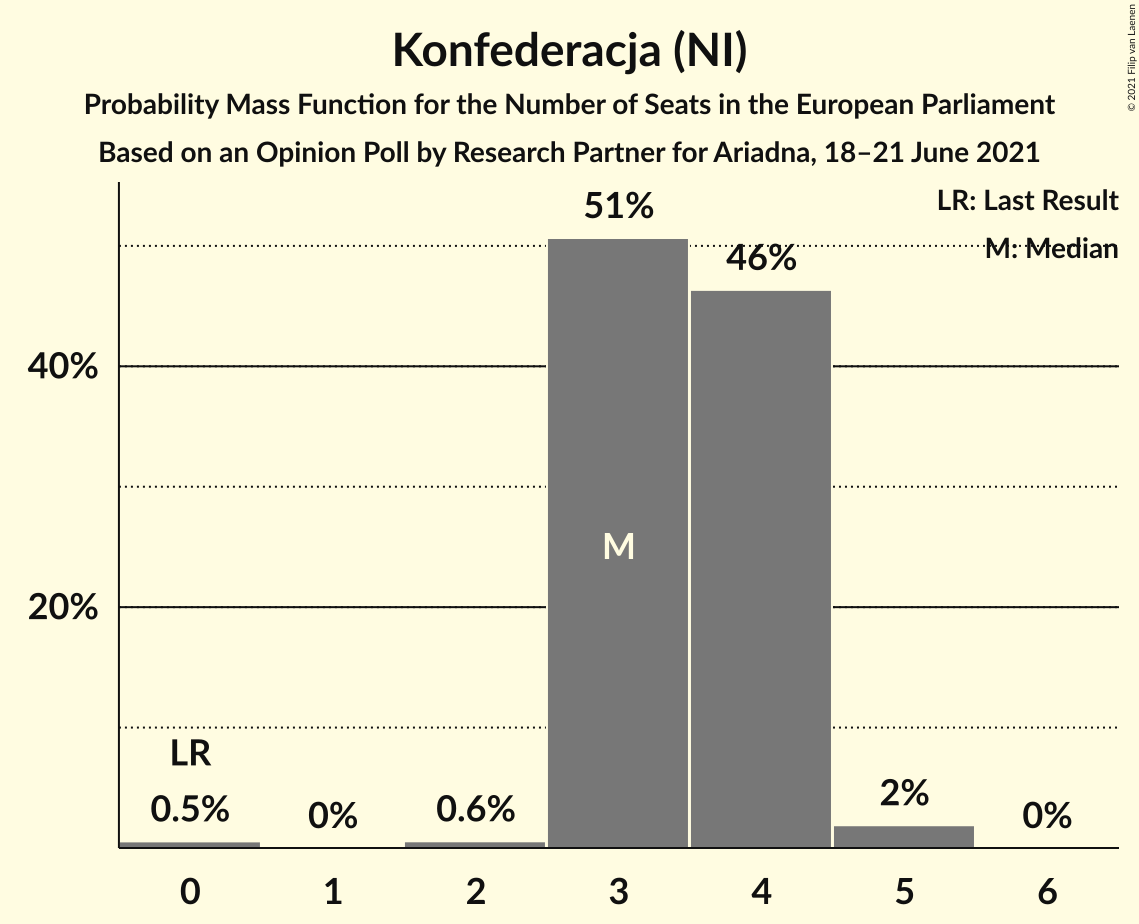 Konfederacja (NI)
Probability Mass Function for the Number of Seats in the European Parliament
Based on an Opinion Poll by Research Partner for Ariadna, 18–21 June 2021
© 2021 Filip van Laenen
LR: Last Result
M: Median
51%
46%
40%
M
20%
LR
0.5%
0%
0.6%
2%
0%
0 1 2 3 4 5 6